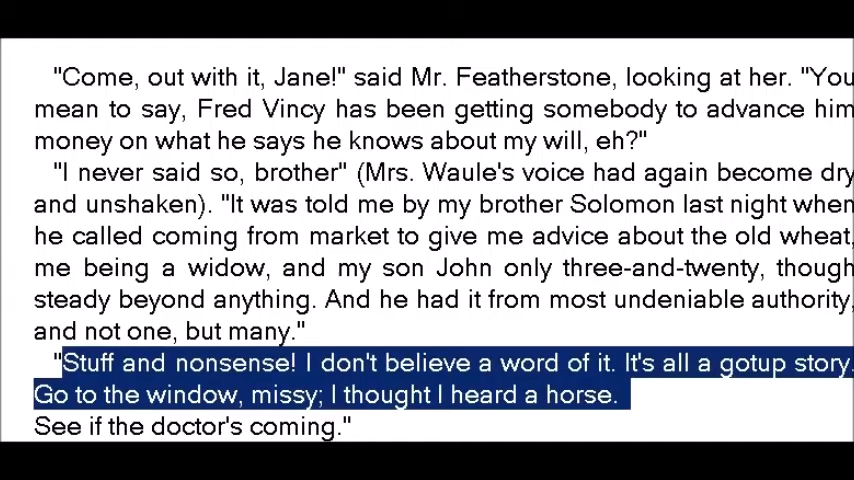 "Come, out with it, Jane!" said Mr. Featherstone, looking at her. "You
mean to say, Fred Vincy has been getting somebody to advance him
money on what he says he knows about my will, eh?"
"I never said so, brother" (Mrs. Waule's voice had again become dry
and unshaken). "It was told me by my brother Solomon last night when
he called coming from market to give me advice about the old wheat,
me being a widow, and my son John only three-and-twenty, though
steady beyond anything. And he had it from most undeniable authority,
and not one, but many."
"Stuff and nonsense! I don't believe a word of it. It's all a gotup story.
Go to the window, missy; I thought I heard a horse.
See if the doctor's coming."